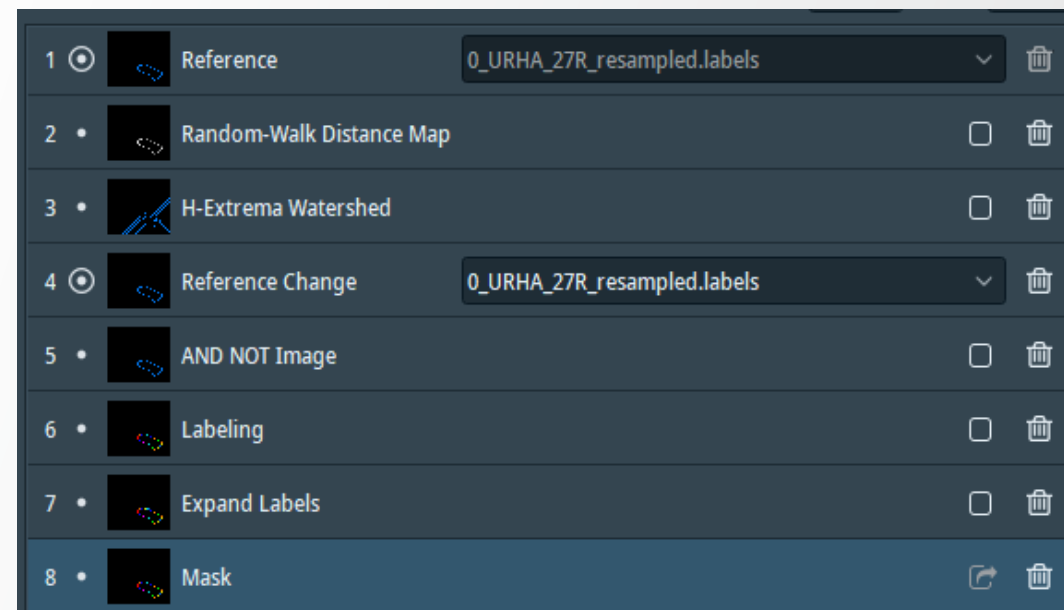 1 Reference 0_URHA_27R_resampled.labels
2 Random-Walk Distance Map
3 H-Extrema Watershed
4 Reference Change 0_URHA_27R_resampled.labels
5 AND NOT Image
6 Labeling
7 Expand Labels
8 Mask